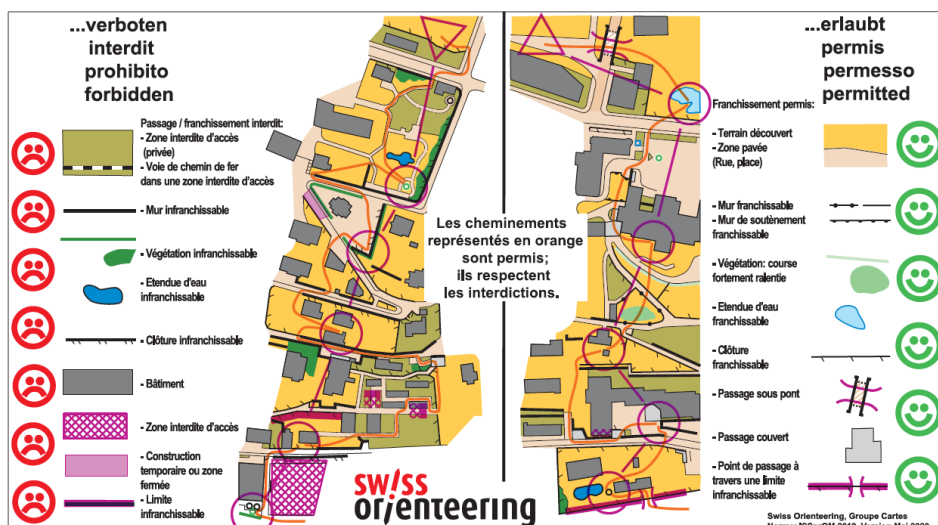 ...verboten
interdit
prohibito
forbidden
Passage / franchissement interdit:
- Zone interdite d'accès
(privée)
- Voie de chemin de fer
dans une zone interdite d'accès
- Mur infranchissable
- Végétation infranchissable
- Etendue d'eau
infranchissable
- Clôture infranchissable
- Bâtiment
- Zone interdite d'accès
- Construction
temporaire ou zone
fermée
- Limite
infranchissable
Les cheminements
représentés en orange
sont permis;
ils respectent
les interdictions.
swiss
orienteering
...erlaubt
permis
permesso
permitted
Franchissement permis:
- Terrain découvert
- Zone pavée
(Rue, place)
- Mur franchissable
- Mur de soutènement
franchissable
- Végétation: course
fortement ralentie
- Etendue d'eau
franchissable
- Clôture
franchissable
- Passage sous pont
- Passage couvert
- Point de passage à
travers une limite
infranchissable
Swiss Orienteering, Groupe Cartes